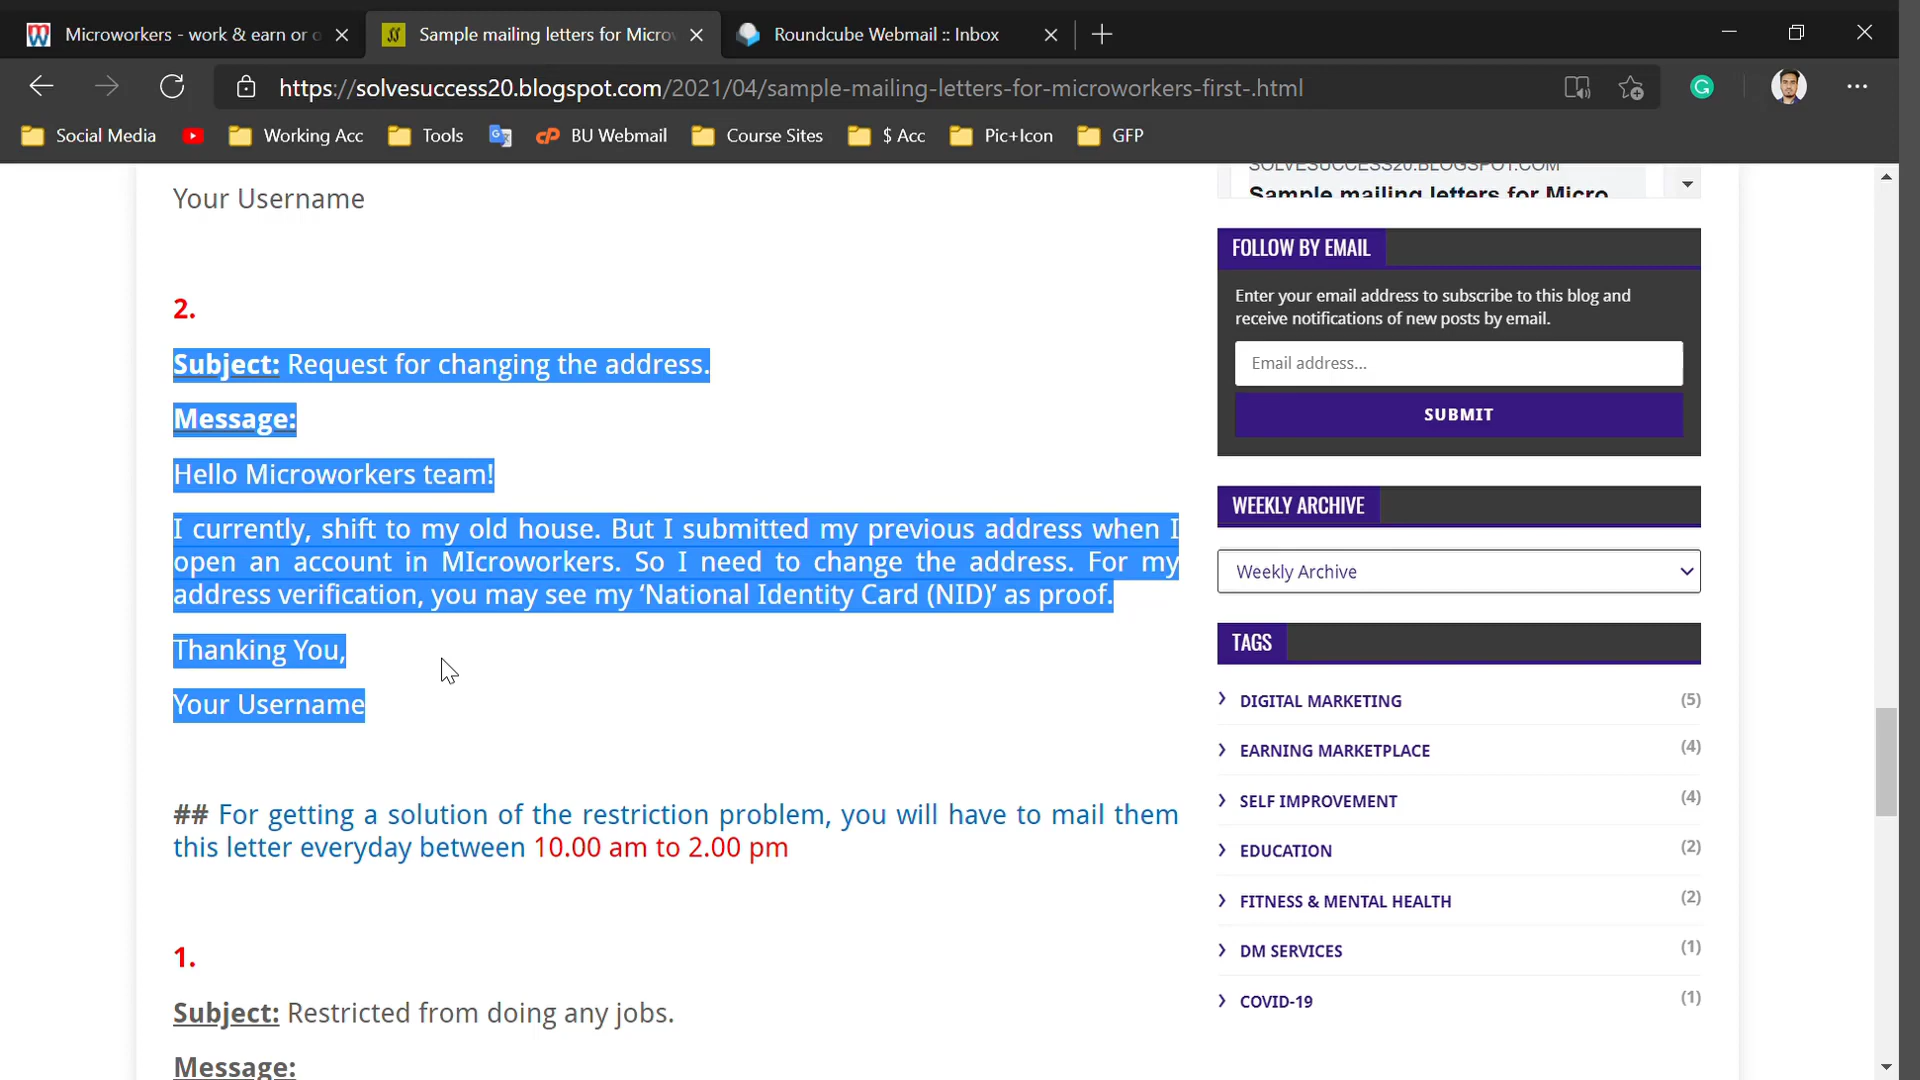 Microworkers - work & earn or o
Sample mailing letters for Micro
Roundcube Webmail :: Inbox
https://solvesuccess20.blogspot.com/2021/04/sample-mailing-letters-for-microworkers-first-.html
Social Media
Working Acc
Tools
BU Webmail
Course Sites
$ Acc
Pic+Icon
GFP
Your Username
2.
Subject: Request for changing the address.
Message:
Hello Microworkers team!
I currently, shift to my old house. But I submitted my previous address when I
open an account in MIcroworkers. So I need to change the address. For my
address verification, you may see my ‘National Identity Card (NID)’ as proof.
Thanking You,
Your Username
## For getting a solution of the restriction problem, you will have to mail them
this letter everyday between 10.00 am to 2.00 pm
1.
Subject: Restricted from doing any jobs.
Message:
SOLVESUCCESS20.BLOGSPOT.COM
Sample mailing letters for Micro
FOLLOW BY EMAIL
Enter your email address to subscribe to this blog and
receive notifications of new posts by email.
Email address...
SUBMIT
WEEKLY ARCHIVE
Weekly Archive
TAGS
DIGITAL MARKETING (5)
EARNING MARKETPLACE (4)
SELF IMPROVEMENT (4)
EDUCATION (2)
FITNESS & MENTAL HEALTH (2)
DM SERVICES (1)
COVID-19 (1)